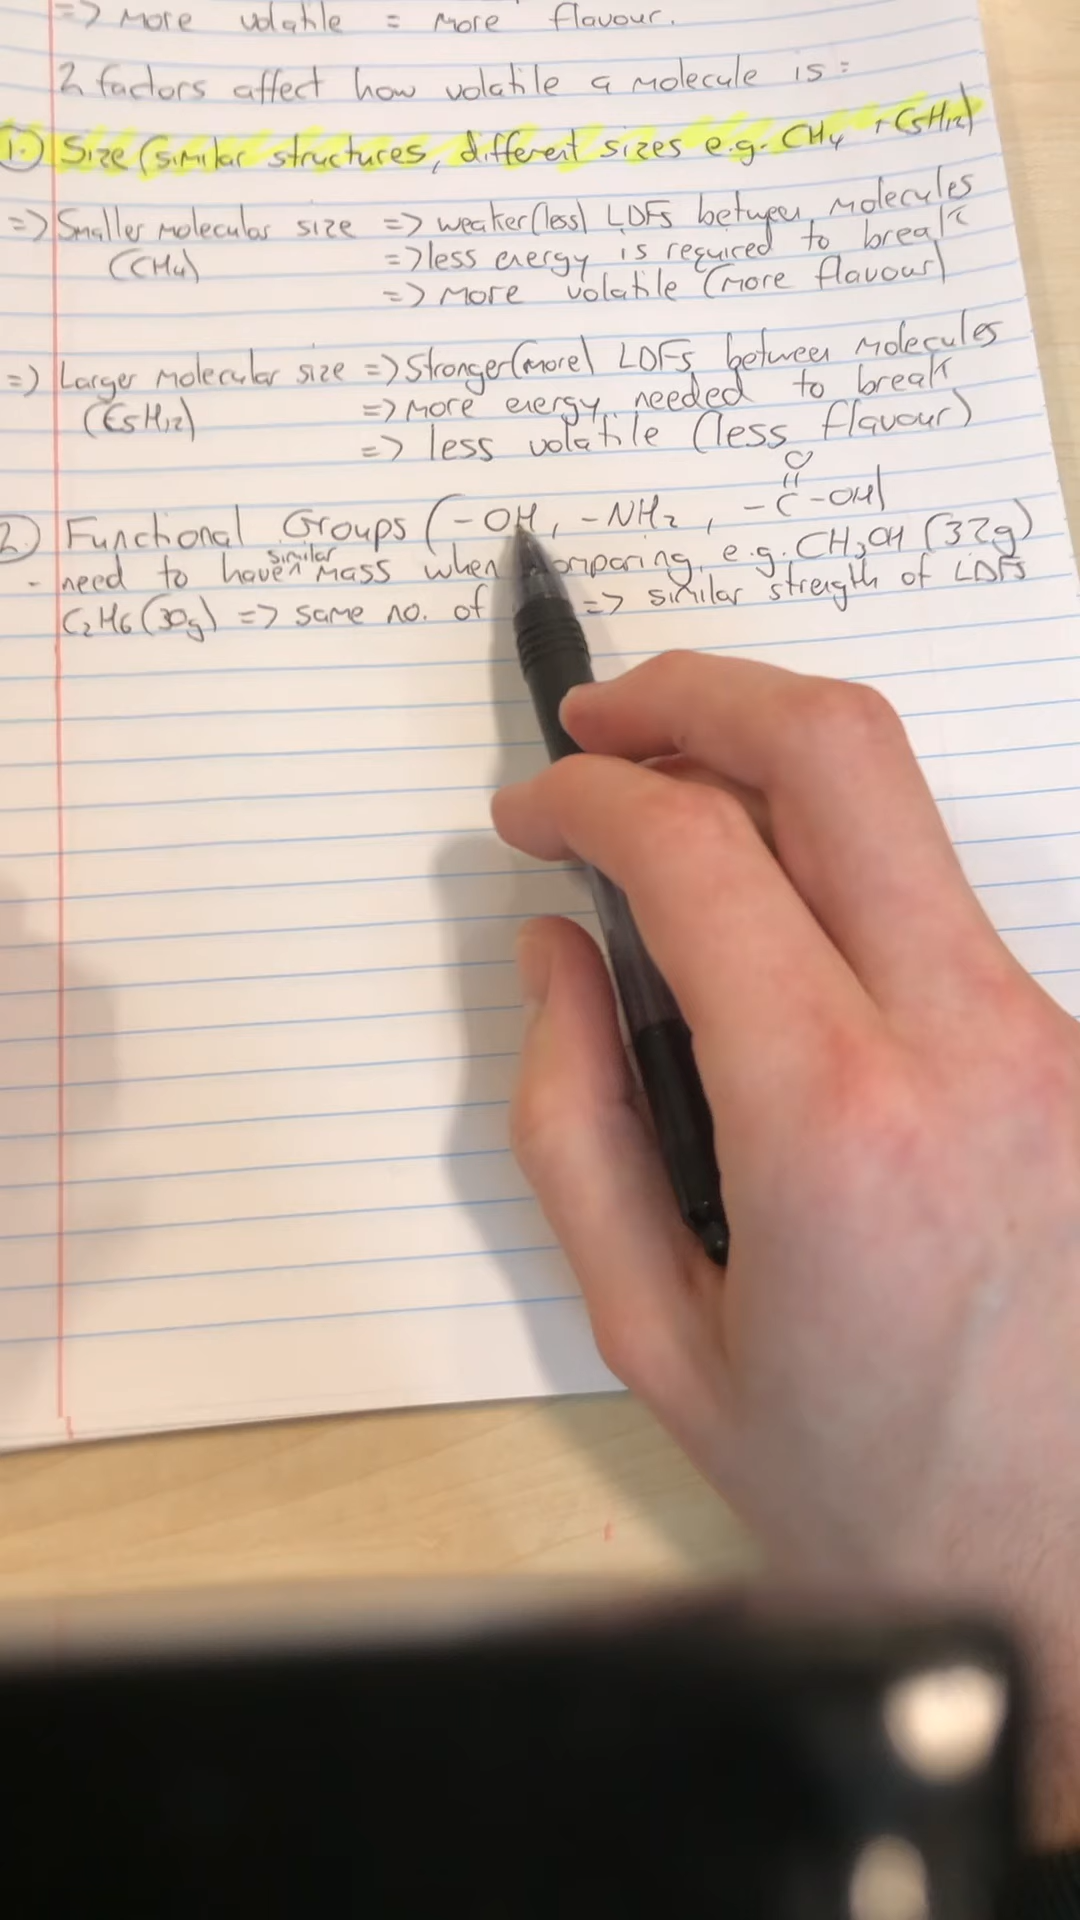 => More volatile = more flavour.
2 factors affect how volatile a molecule is:
1.) Size (similar structures, different sizes e.g. CH4 + C5H12)
=> Smaller molecular size => weaker (less) LDFs between molecules
(CH4) => less energy is required to break
=> More volatile (more flavour)
=> Larger molecular size => Stronger (more) LDFs between molecules
(C5H12) => more energy needed to break
=> less volatile (less flavour)
O
||
2.) Functional Groups (-OH, -NH2, -C-OH)
similar
- need to have ^ mass when comparing, e.g. CH3OH (32g)
C2H6 (30g) => same no. of => similar strength of LDFs